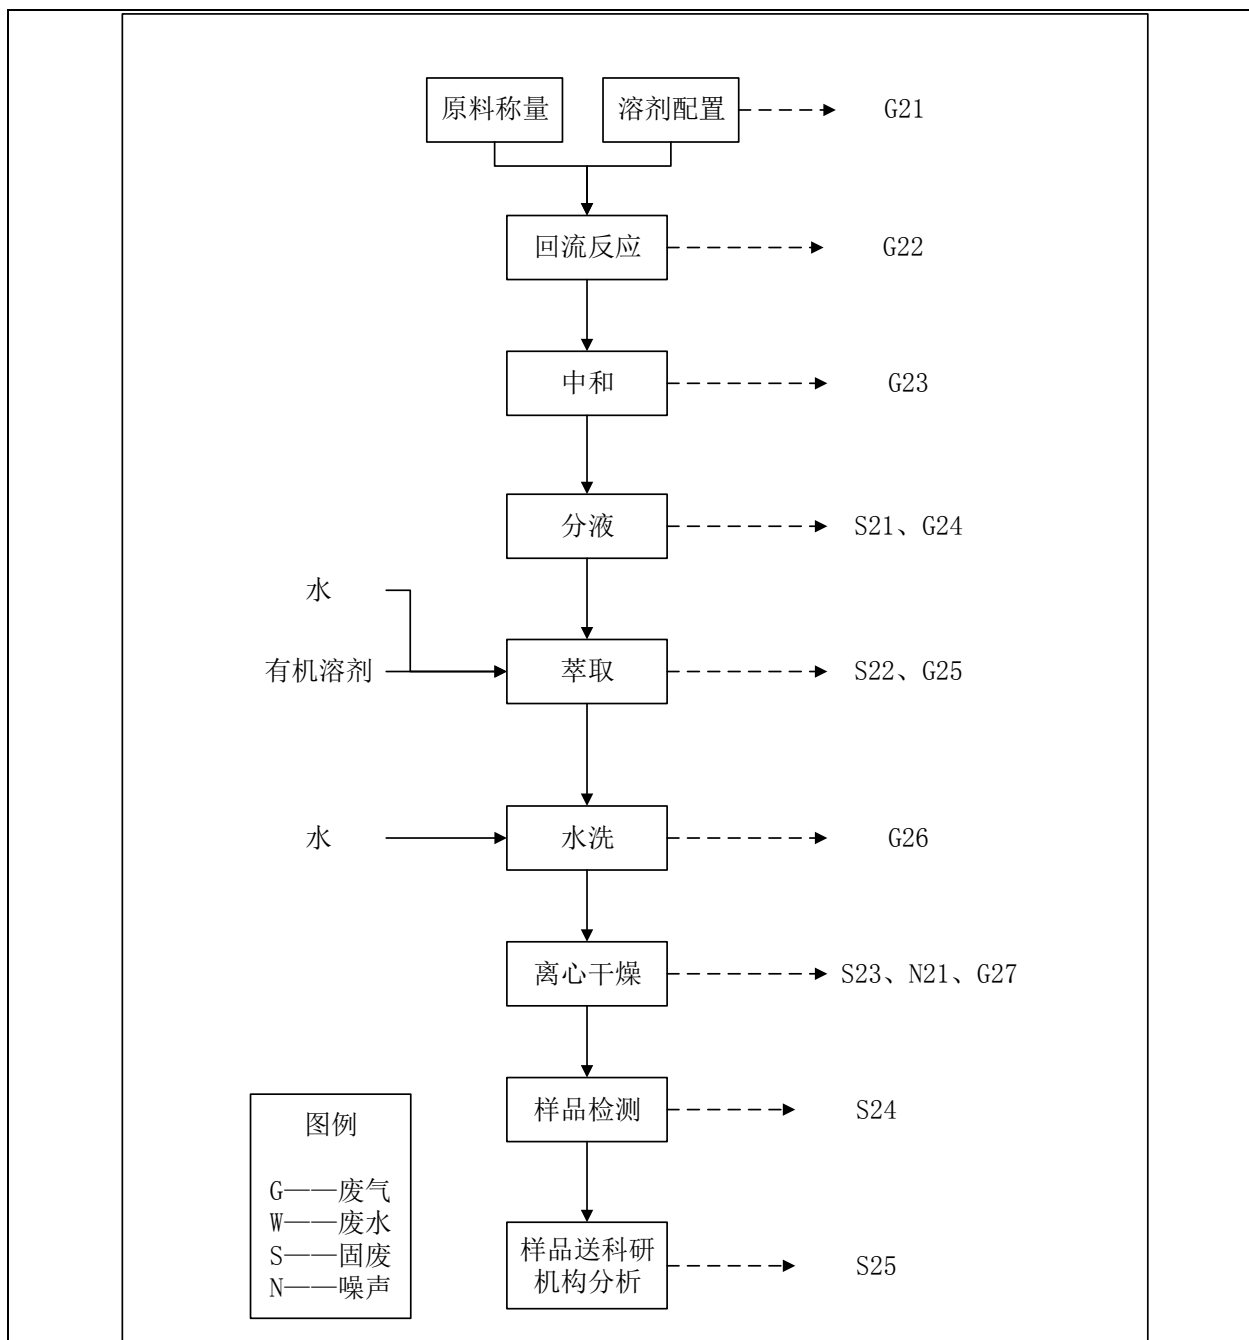 原料称量
溶剂配置
G21
回流反应
G22
中和
G23
分液
S21、G24
水
有机溶剂
萃取
S22、G25
水
水洗
G26
离心干燥
S23、N21、G27
样品检测
S24
图例
G——废气
W——废水
S——固废
N——噪声
样品送科研
机构分析
S25